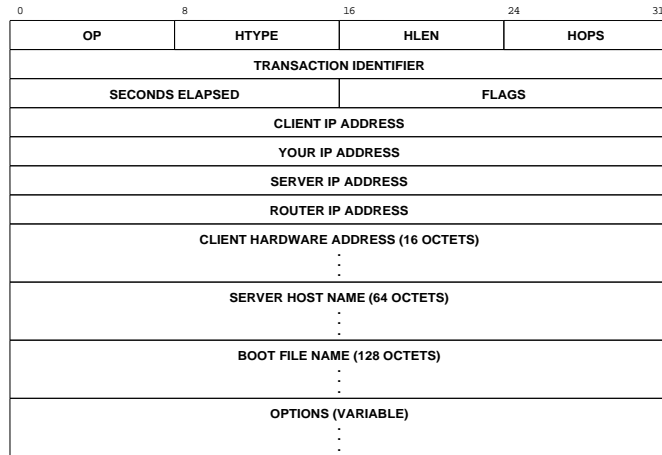 0 8 16 24 31
OP HTYPE HLEN HOPS
TRANSACTION IDENTIFIER
SECONDS ELAPSED FLAGS
CLIENT IP ADDRESS
YOUR IP ADDRESS
SERVER IP ADDRESS
ROUTER IP ADDRESS
CLIENT HARDWARE ADDRESS (16 OCTETS)
SERVER HOST NAME (64 OCTETS)
BOOT FILE NAME (128 OCTETS)
OPTIONS (VARIABLE)